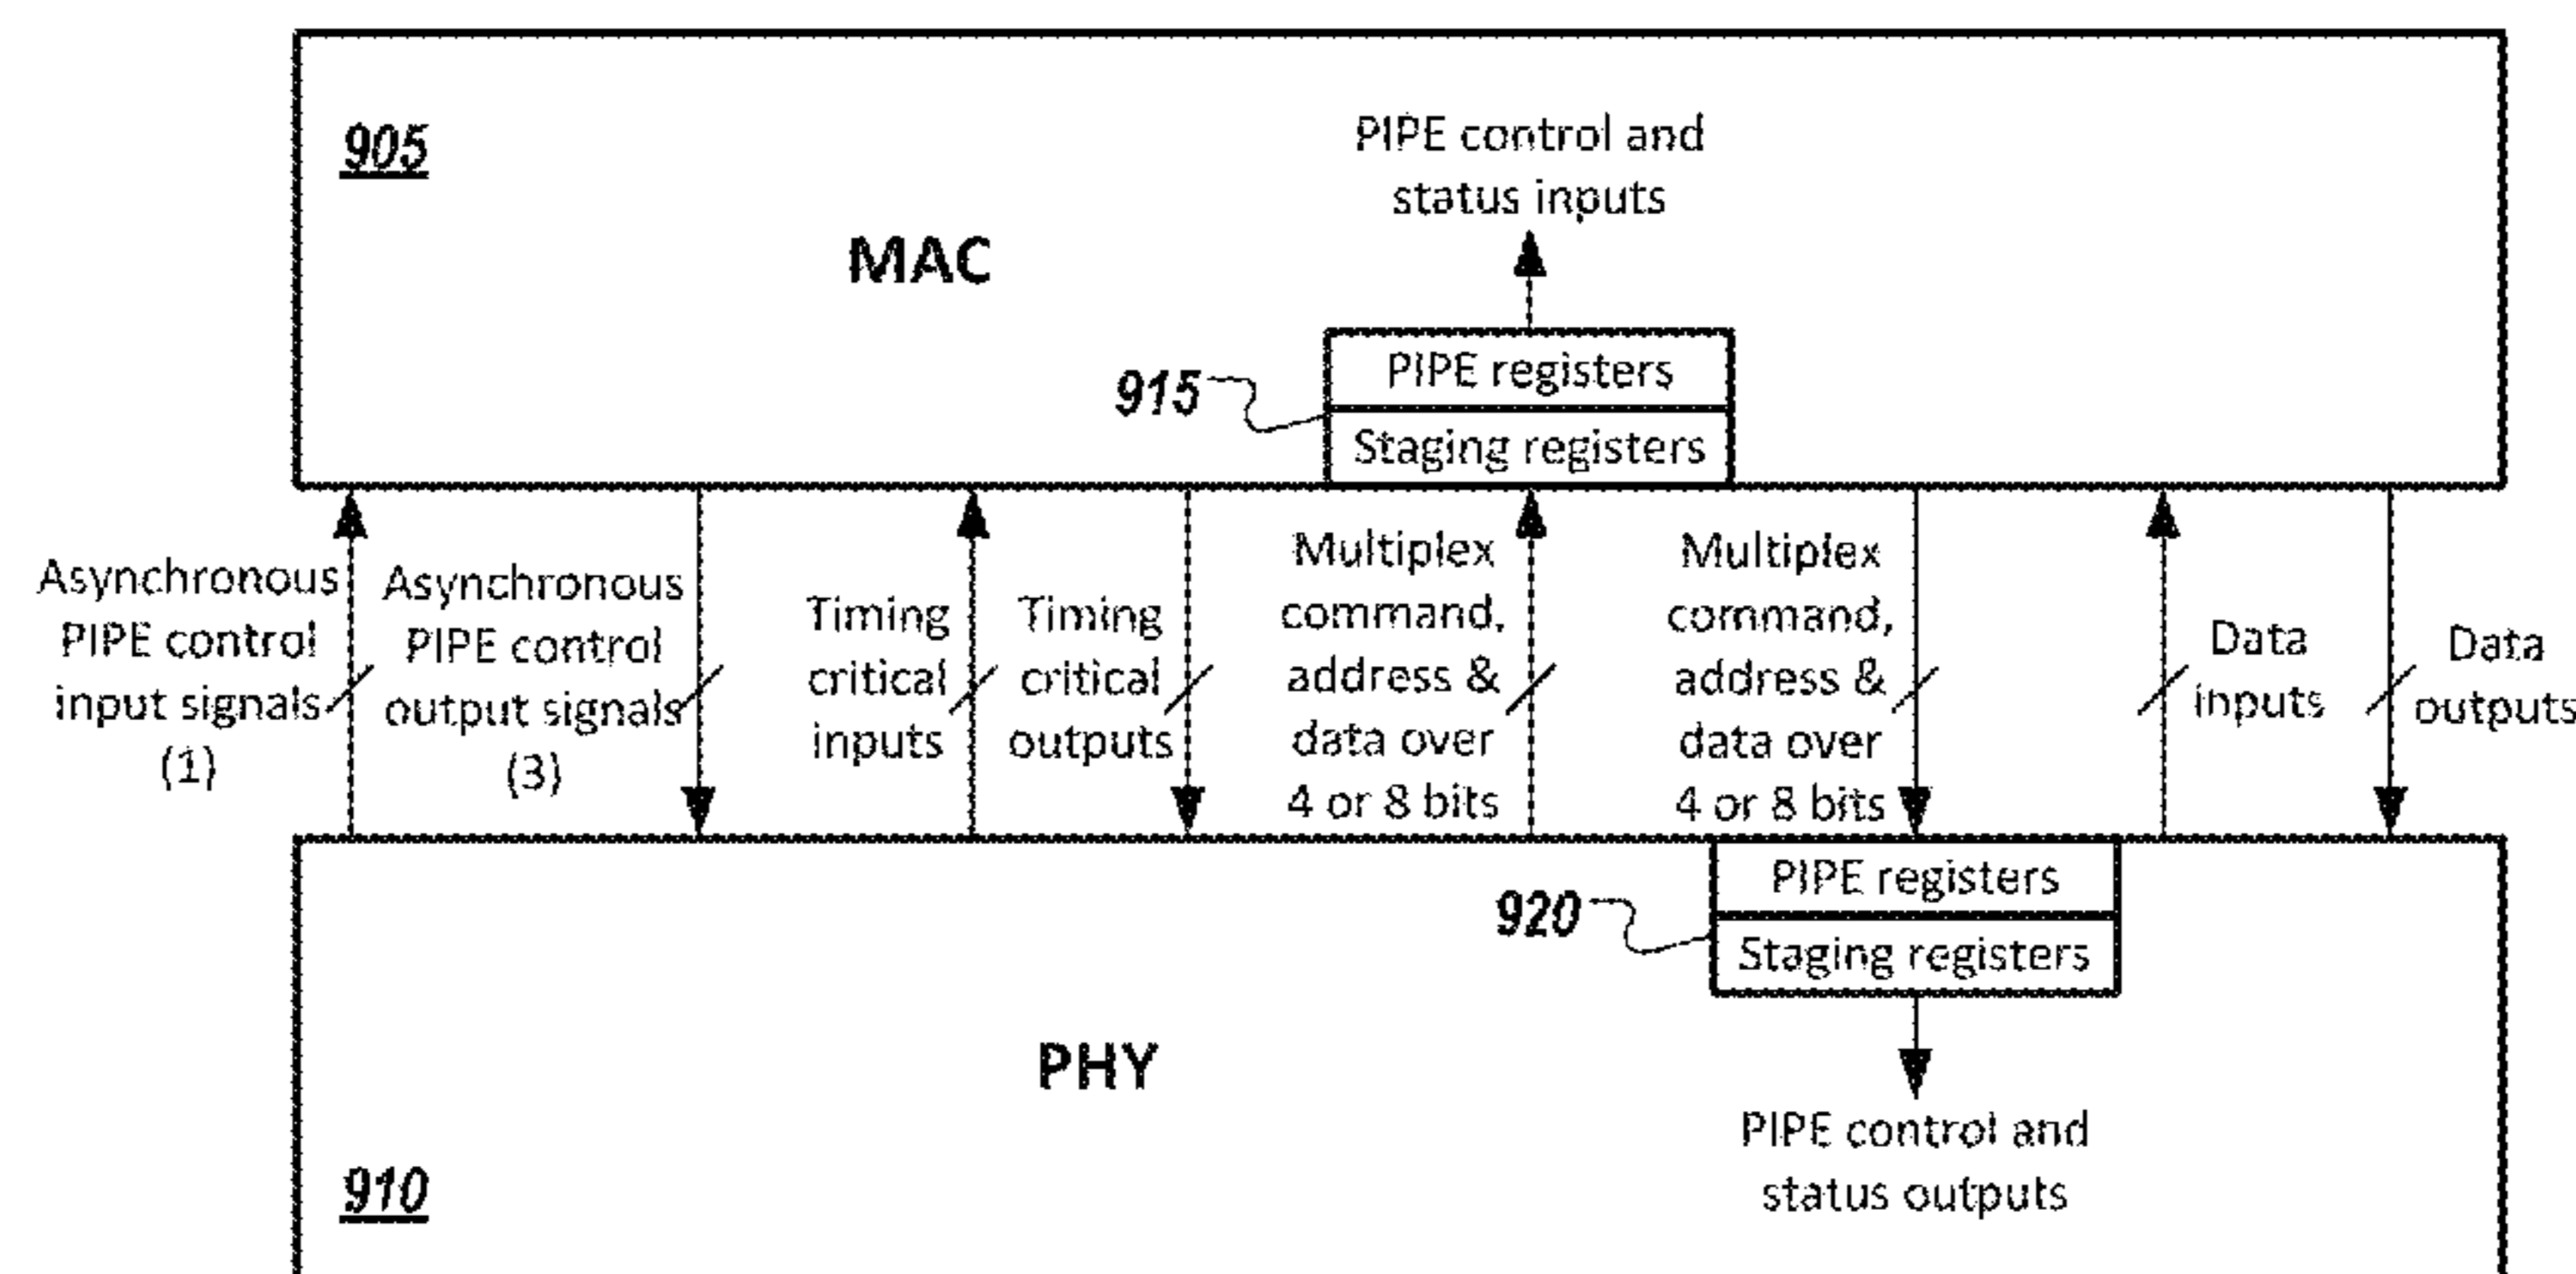 905
MAC
PIPE control and
status inputs
915
PIPE registers
Staging registers
Asynchronous
PIPE control
input signals
(1)
Asynchronous
PIPE control
output signals
(3)
Timing
critical
inputs
Timing
critical
outputs
Multiplex
command,
address &
data over
4 or 8 bits
Multiplex
command,
address &
data over
4 or 8 bits
Data
inputs
Data
outputs
920
PIPE registers
Staging registers
PHY
PIPE control and
status outputs
910